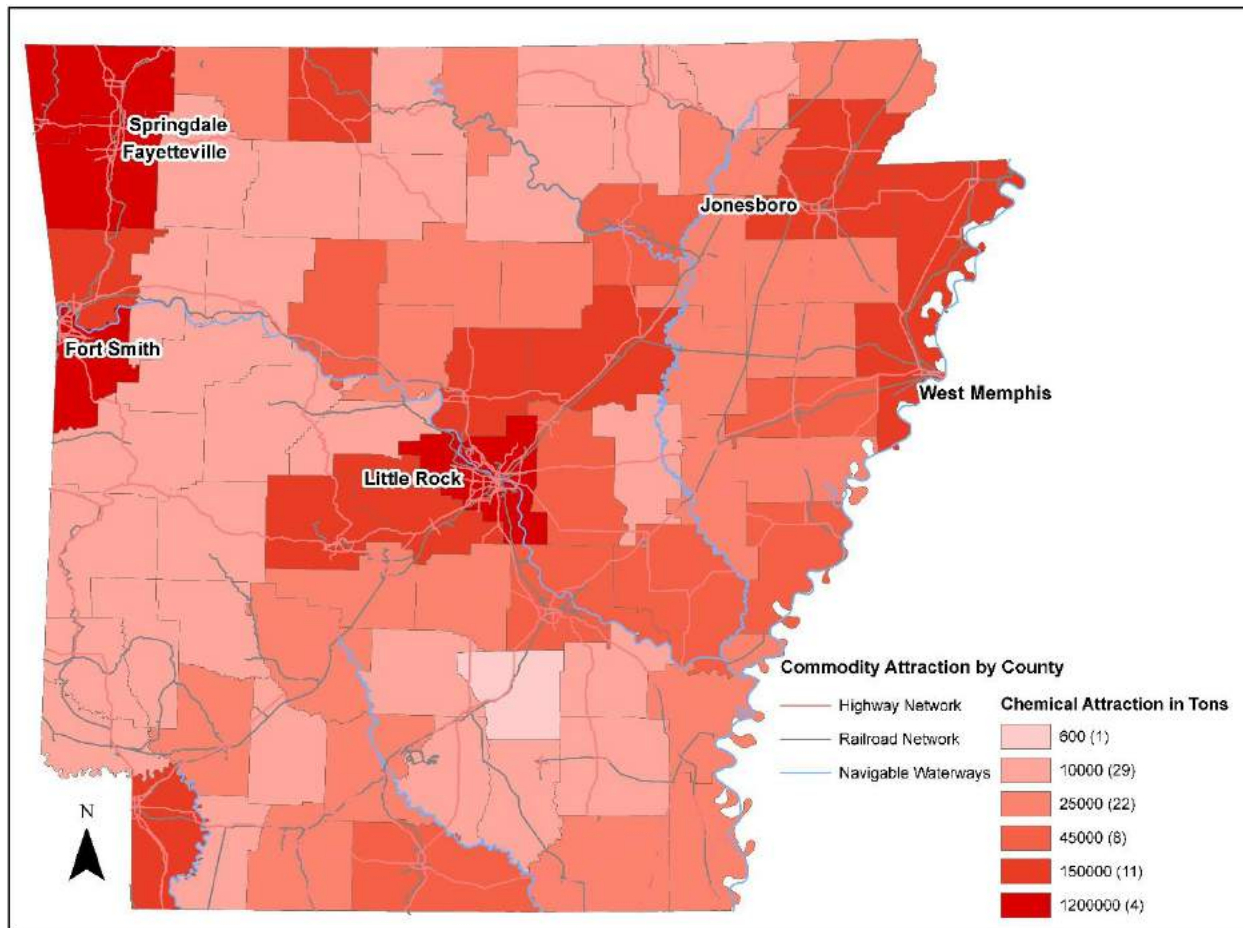 Springdale
Fayetteville
Jonesboro
Fort Smith
West Memphis
Little Rock
Commodity Attraction by County
Highway Network
Railroad Network
Navigable Waterways
Chemical Attraction in Tons
600 (1)
10000 (29)
25000 (22)
45000 (8)
150000 (11)
1200000 (4)
N